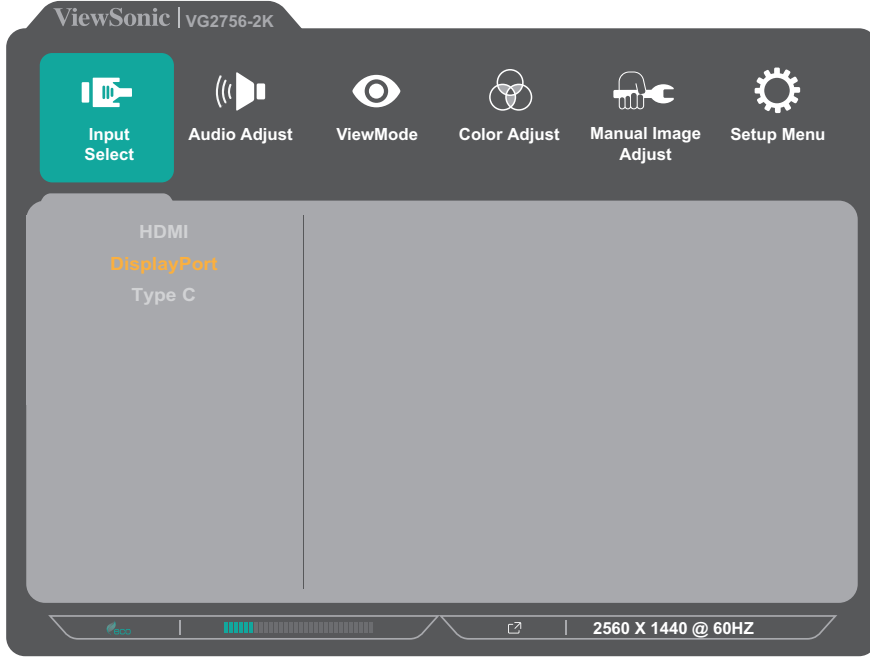 ViewSonic | VG2756-2K
Input
Select
Audio Adjust
ViewMode
Color Adjust
Manual Image
Adjust
Setup Menu
HDMI
DisplayPort
Type C
eco
2560 X 1440 @ 60HZ